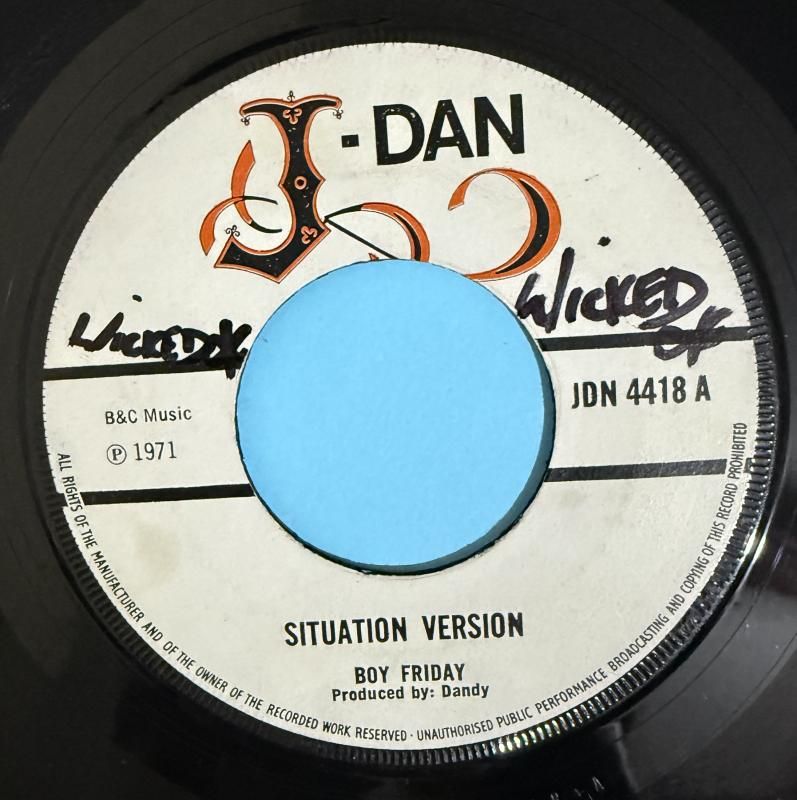 J-DAN
WICKED
WICKED
JDN 4418 A
B&C Music
Ⓟ 1971
SITUATION VERSION
BOY FRIDAY
Produced by: Dandy
ALL RIGHTS OF THE MANUFACTURER AND OF THE OWNER OF THE RECORDED WORK RESERVED · UNAUTHORISED PUBLIC PERFORMANCE BROADCASTING AND COPYING OF THIS RECORD PROHIBITED